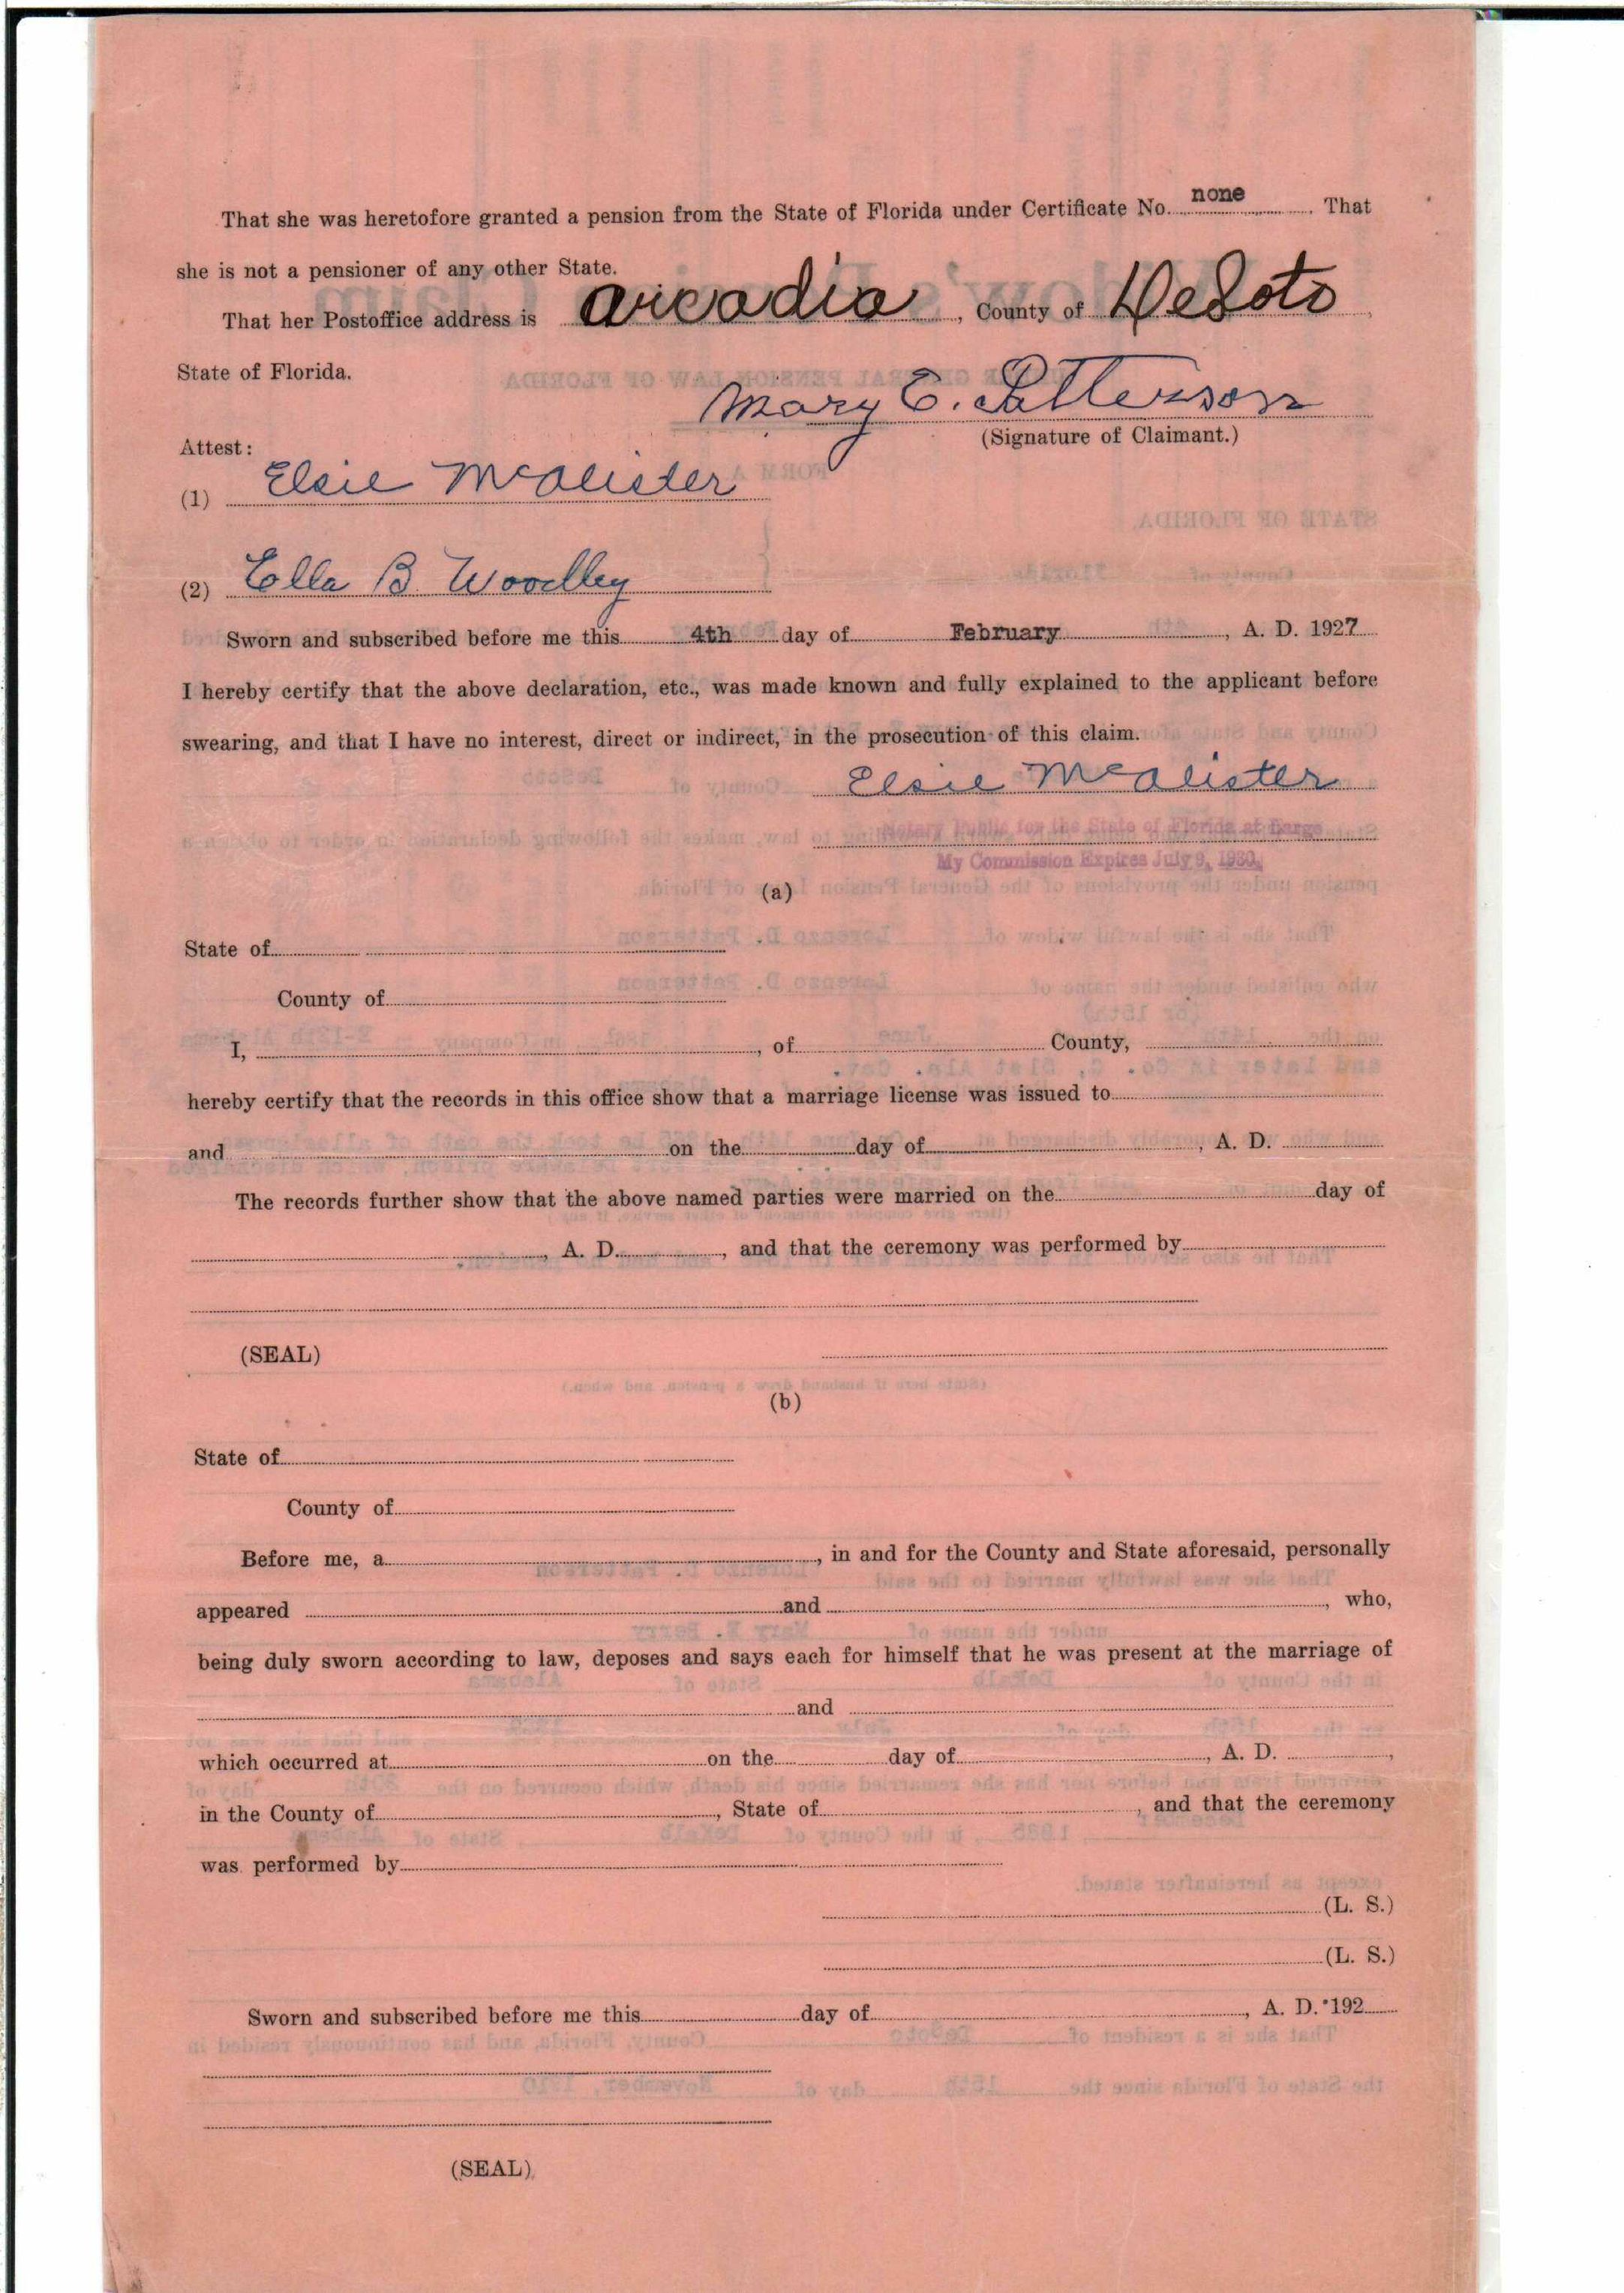 That she was heretofore granted a pension from the State of Florida under Certificate No. none. That
she is not a pensioner of any other State.
That her Postoffice address is Arcadia, County of DeSoto
State of Florida.
Mary E. Patterson
(Signature of Claimant.)
Attest:
(1) Elsie McAlister
(2) Ella B. Woodley
Sworn and subscribed before me this 4th day of February, A. D. 1927
I hereby certify that the above declaration, etc., was made known and fully explained to the applicant before
swearing, and that I have no interest, direct or indirect, in the prosecution of this claim.
Elsie McAlister
Notary Public for the State of Florida at Large
My Commission Expires July 9, 1930.
(a)
State of
County of
I, , of County,
hereby certify that the records in this office show that a marriage license was issued to
and on the day of , A. D.
The records further show that the above named parties were married on the day of
, A. D. , and that the ceremony was performed by
(SEAL)
(b)
State of
County of
Before me, a , in and for the County and State aforesaid, personally
appeared and , who,
being duly sworn according to law, deposes and says each for himself that he was present at the marriage of
and
which occurred at on the day of , A. D. ,
in the County of , State of , and that the ceremony
was performed by
(L. S.)
(L. S.)
Sworn and subscribed before me this day of , A. D. 192
(SEAL)